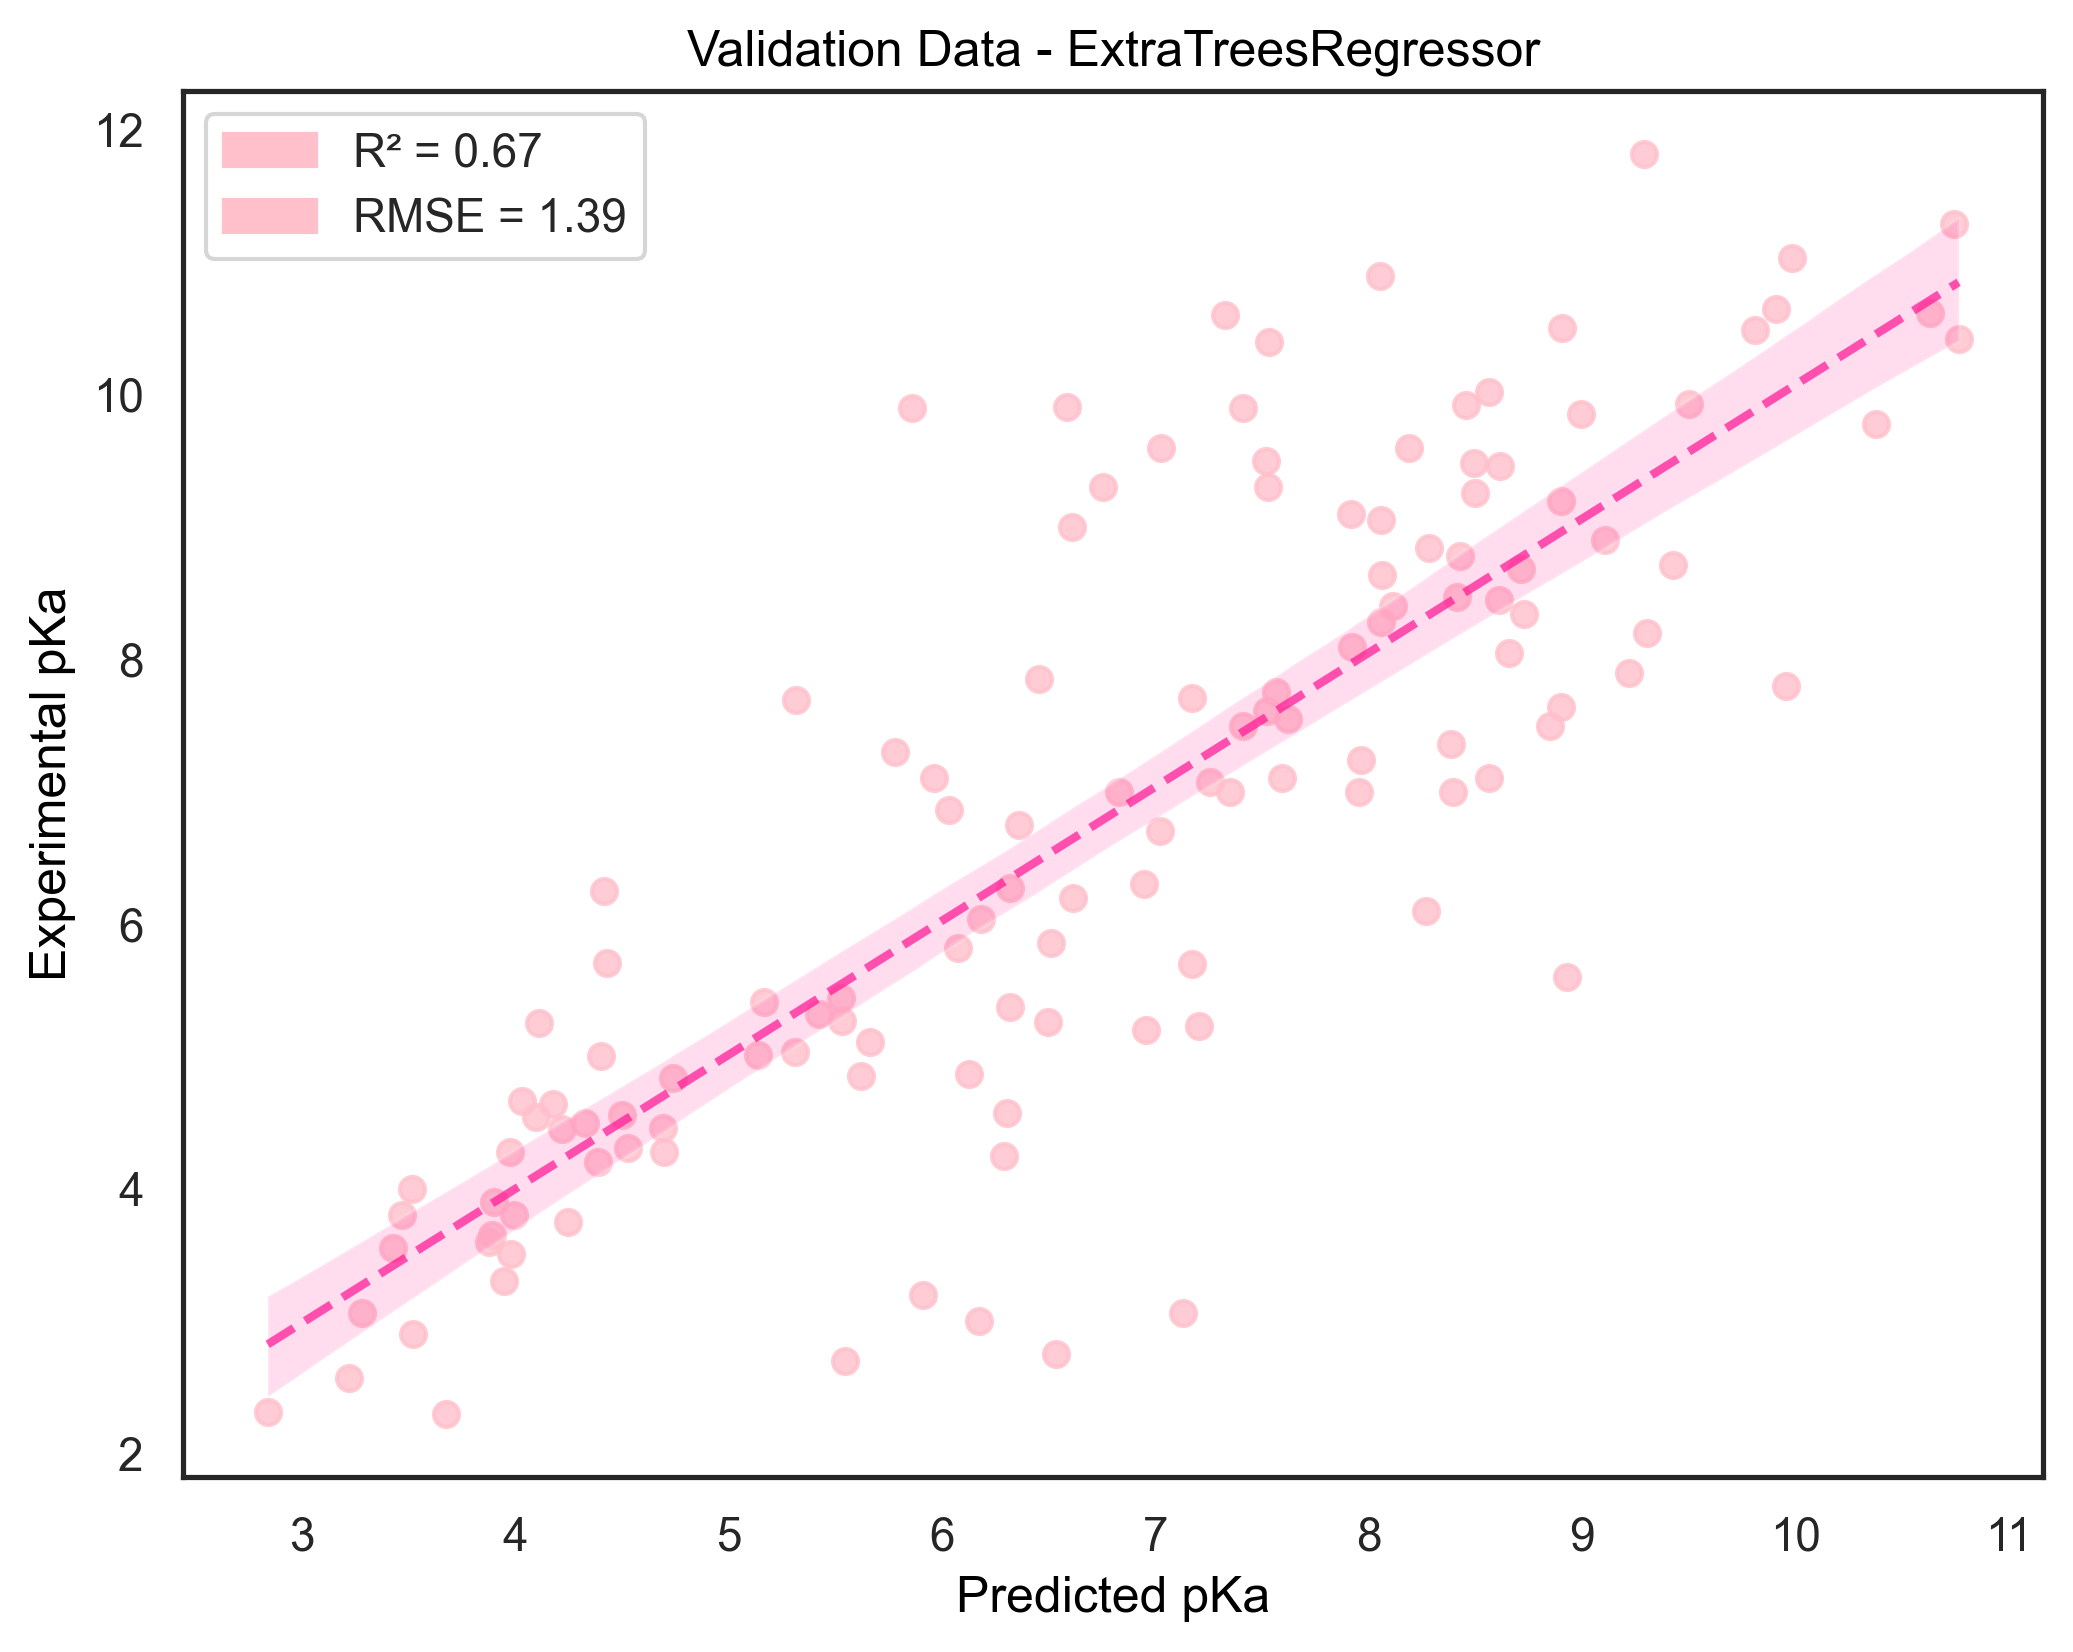 Validation Data - ExtraTreesRegressor
R² = 0.67
RMSE = 1.39
Experimental pKa
12
10
8
6
4
2
3 4 5 6 7 8 9 10 11
Predicted pKa